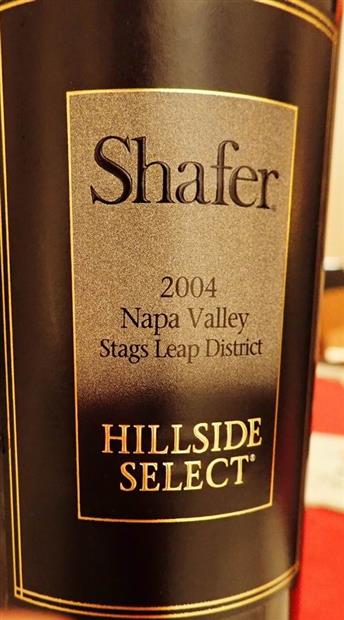 Shafer
2004
Napa Valley
Stags Leap District
HILLSIDE
SELECT®